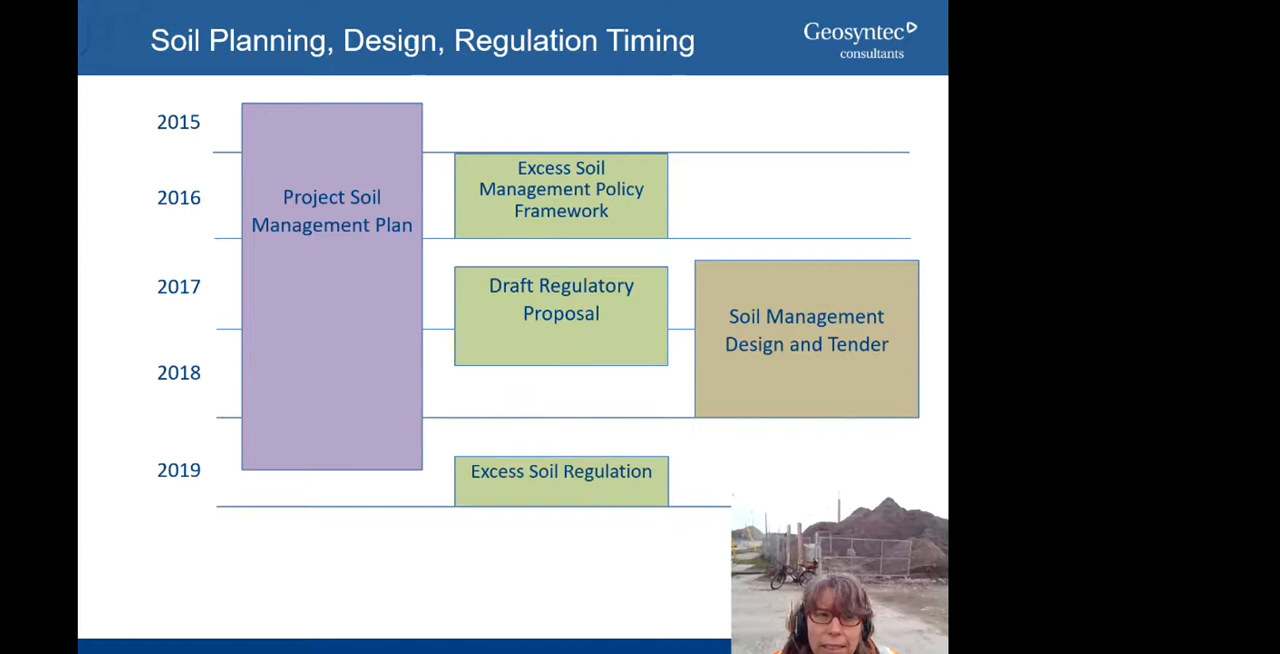 Soil Planning, Design, Regulation Timing
Geosyntec
consultants
2015
2016
2017
2018
2019
Project Soil
Management Plan
Excess Soil
Management Policy
Framework
Draft Regulatory
Proposal
Soil Management
Design and Tender
Excess Soil Regulation